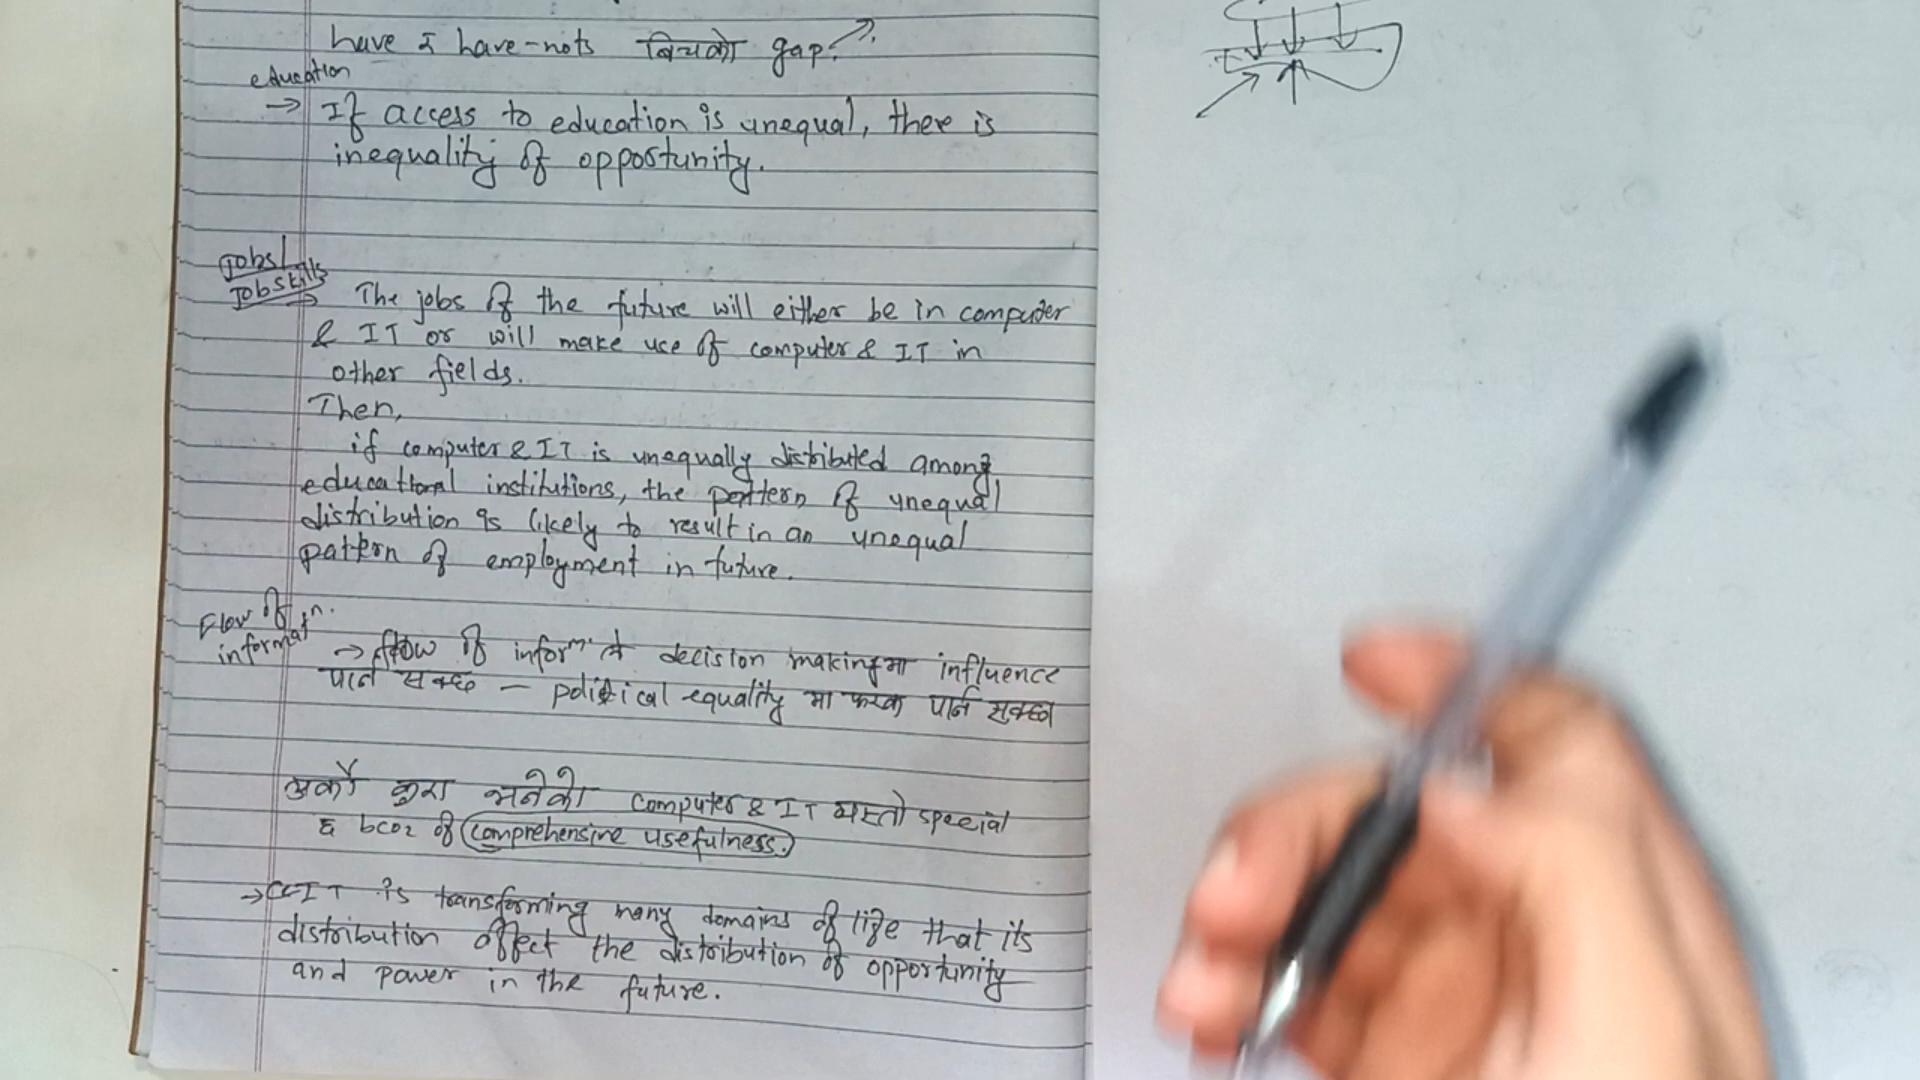 have र have-nots बिचको gap ↗.
education
→ If access to education is unequal, there is
inequality of opportunity.
Jobs/
Job skills
→ The jobs of the future will either be in computer
& IT or will make use of computer & IT in
other fields.
Then,
if computer & IT is unequally distributed among
educational institutions, the pattern of unequal
distribution is likely to result in an unequal
pattern of employment in future.
Flow of
informatn.
→ flow of inform ले decision making मा influence
पार्न सक्छ - political equality मा फरक पार्न सक्छ
अर्को कुरा भनेको computer & IT यस्तो special
छ bcoz of comprehensive usefulness.
→ C&IT is transforming many domains of life that its
distribution affect the distribution of opportunity
and power in the future.